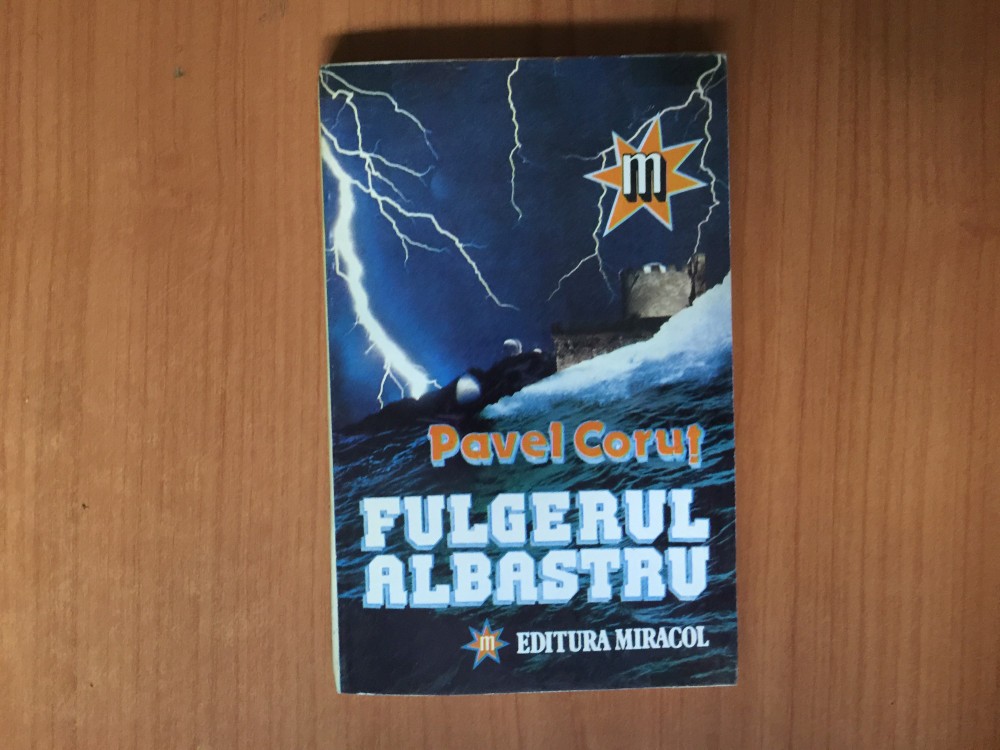 m
Pavel Coruț
FULGERUL
ALBASTRU
m EDITURA MIRACOL